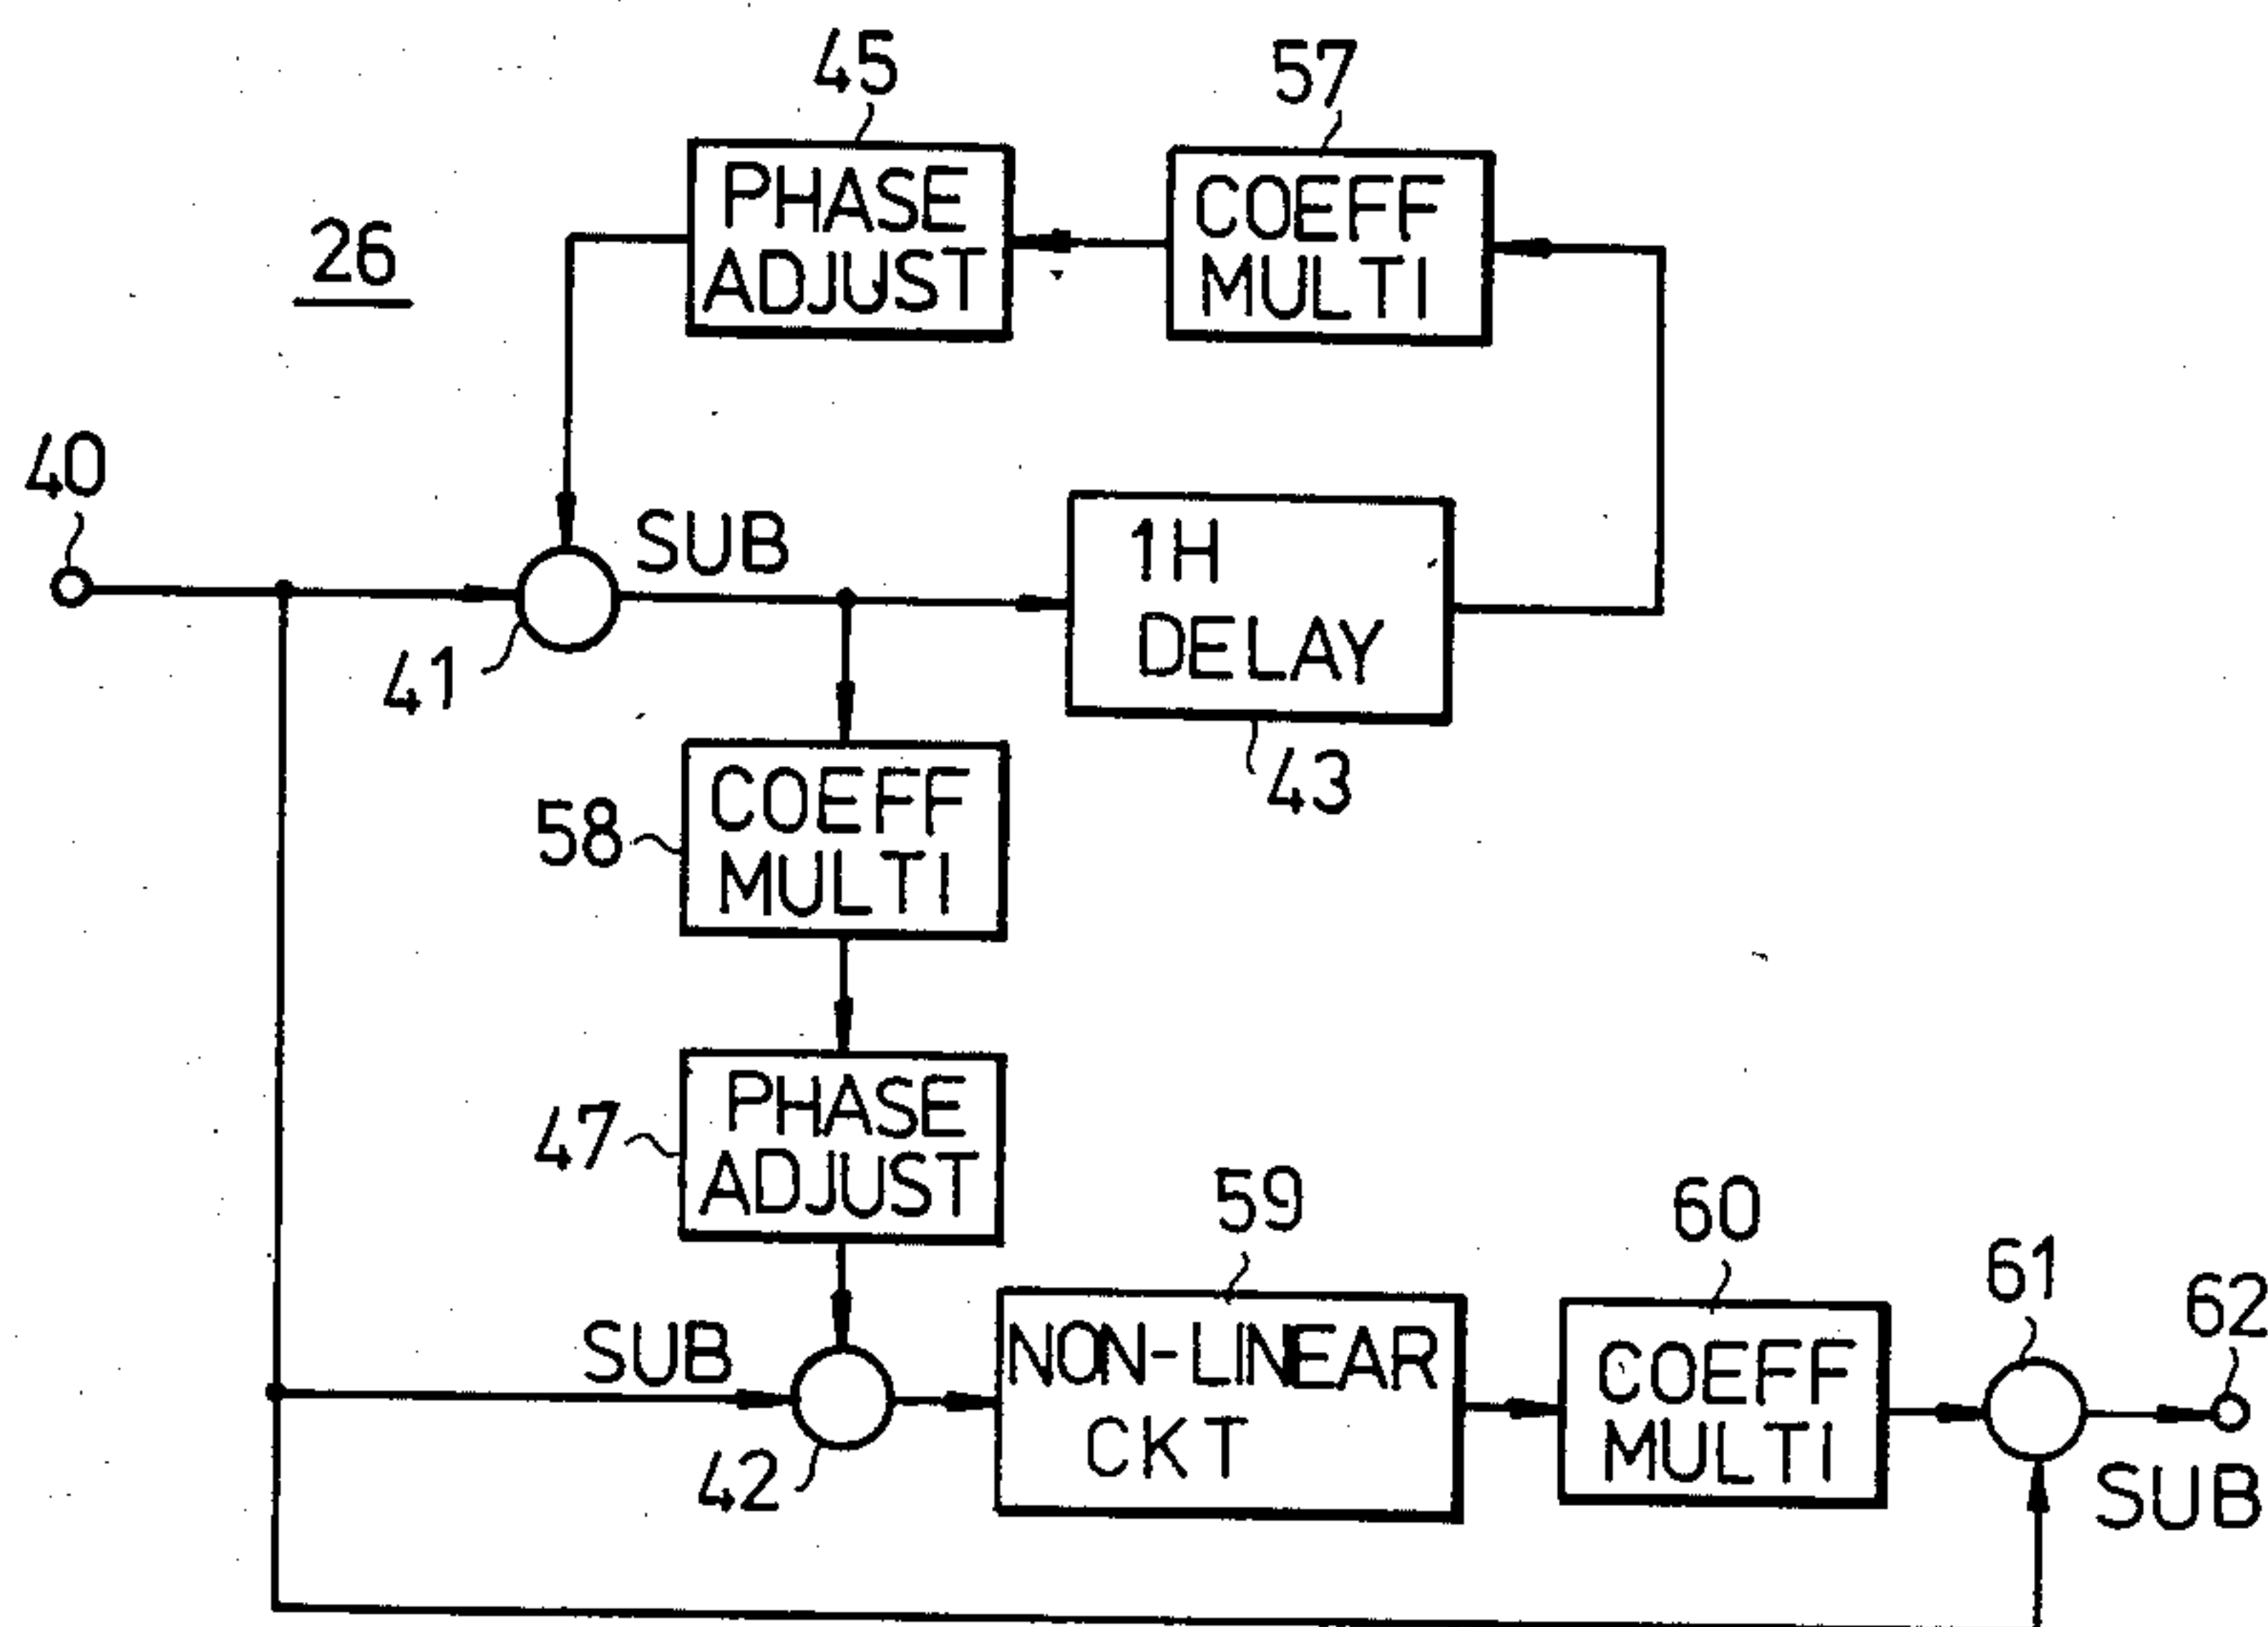 45
57
PHASE
ADJUST
COEFF
MULTI
26
40
SUB
1H
DELAY
41
43
58
COEFF
MULTI
47
PHASE
ADJUST
59
60
61
62
SUB
NON-LINEAR
CKT
COEFF
MULTI
42
SUB